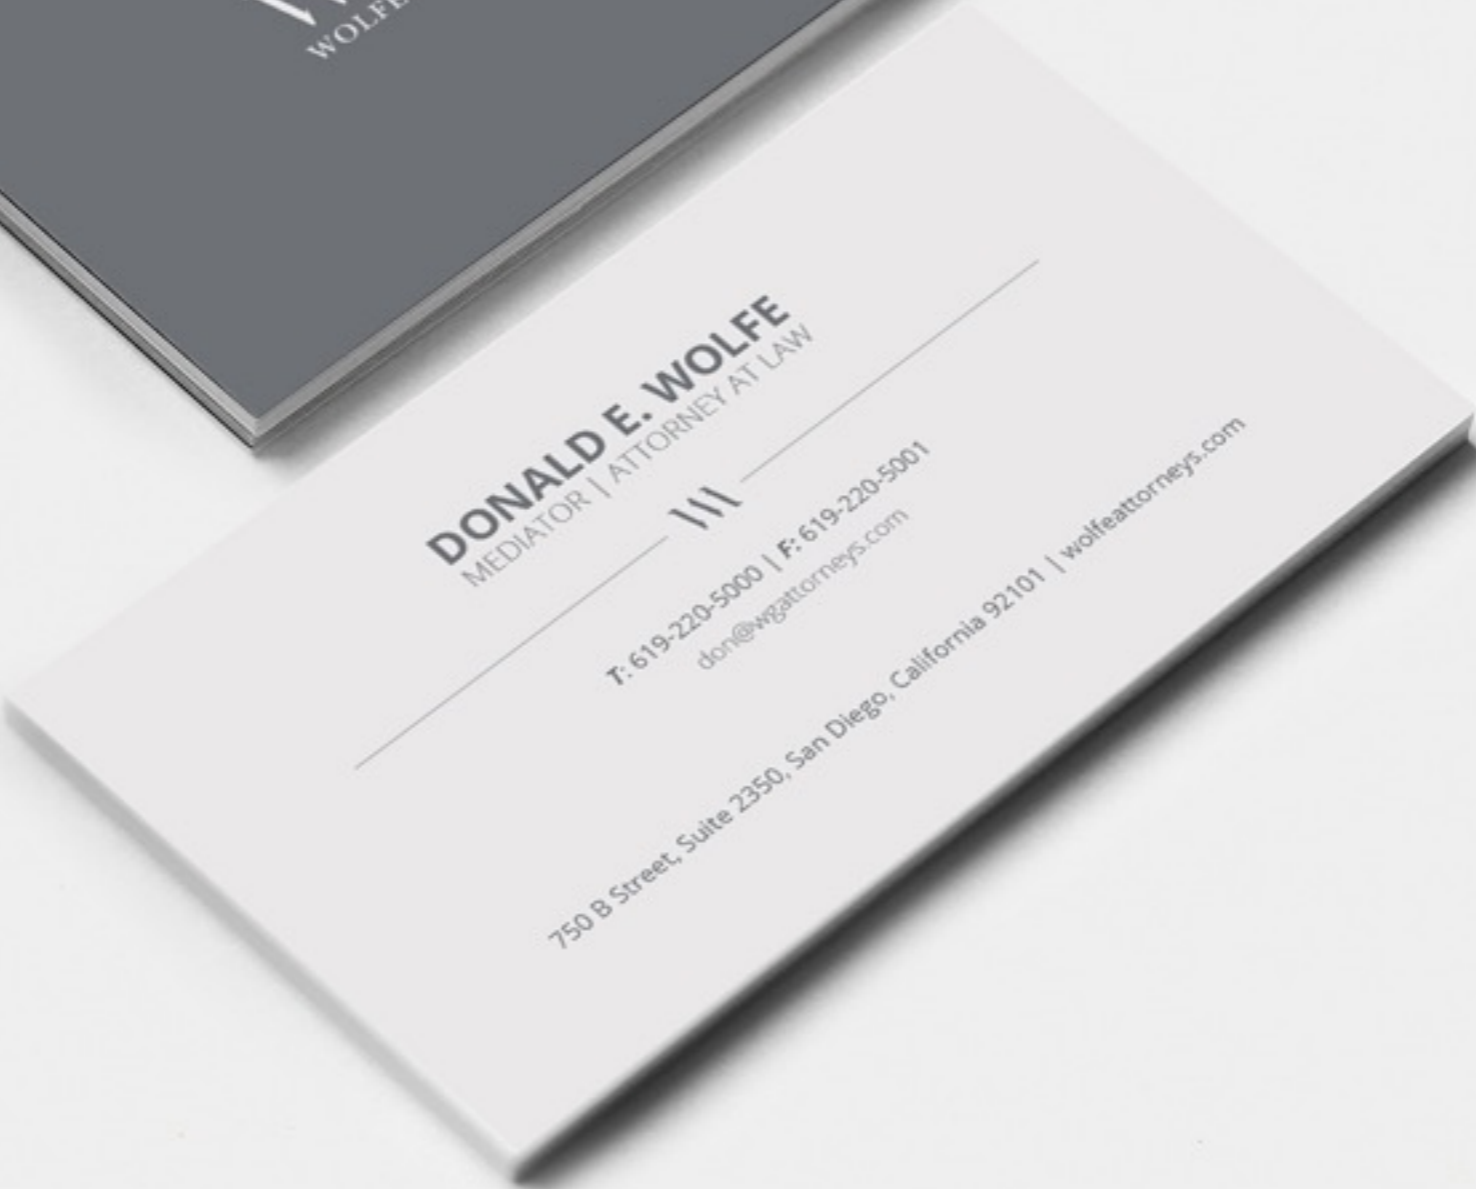 WOLFE
DONALD E. WOLFE
MEDIATOR | ATTORNEY AT LAW
T: 619-220-5000 | F: 619-220-5001
don@wgattorneys.com
750 B Street, Suite 2350, San Diego, California 92101 | wolfeattorneys.com